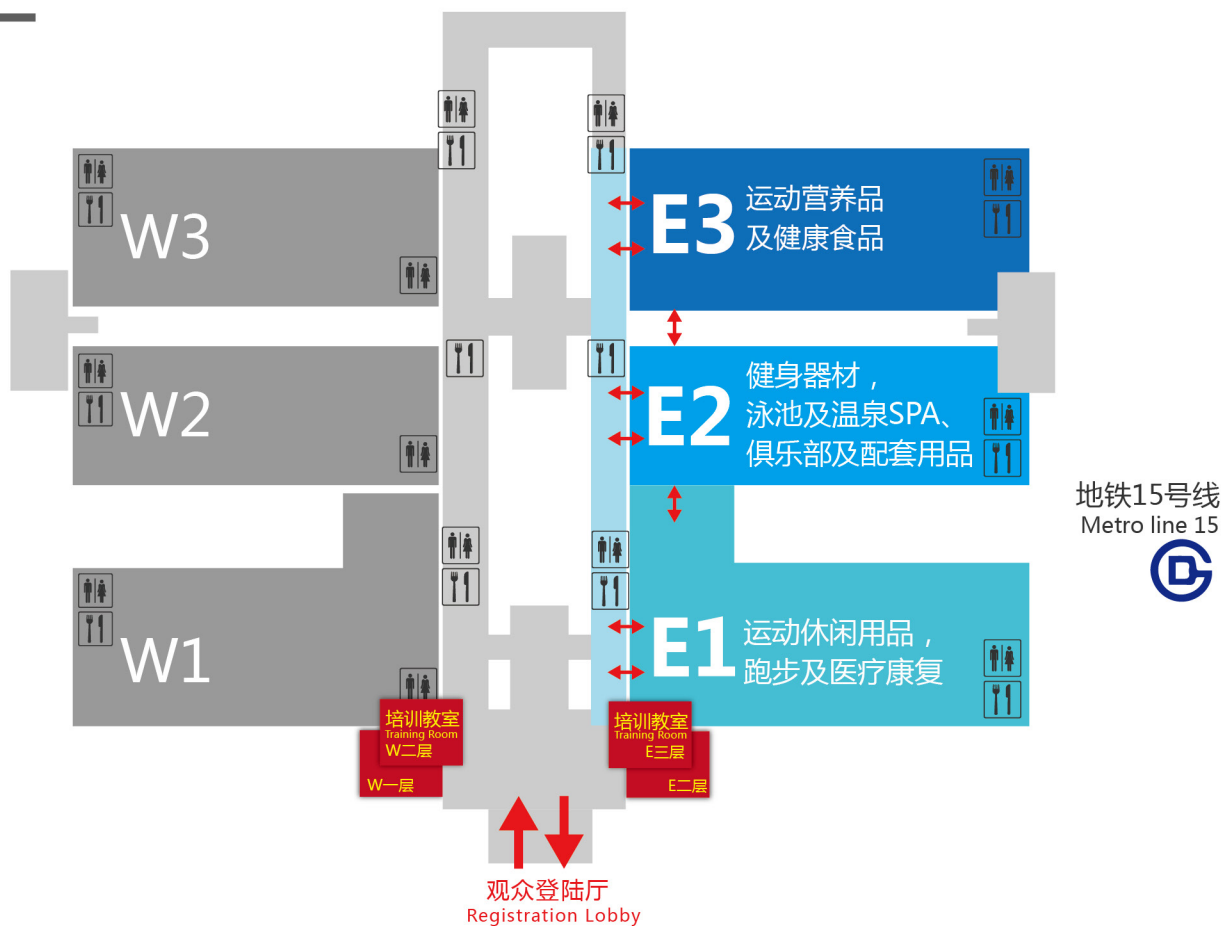 W3
E3
运动营养品
及健康食品
W2
E2
健身器材，
泳池及温泉SPA、
俱乐部及配套用品
地铁15号线
Metro line 15
W1
E1
运动休闲用品，
跑步及医疗康复
培训教室
Training Room
W二层
W一层
培训教室
Training Room
E三层
E二层
观众登陆厅
Registration Lobby